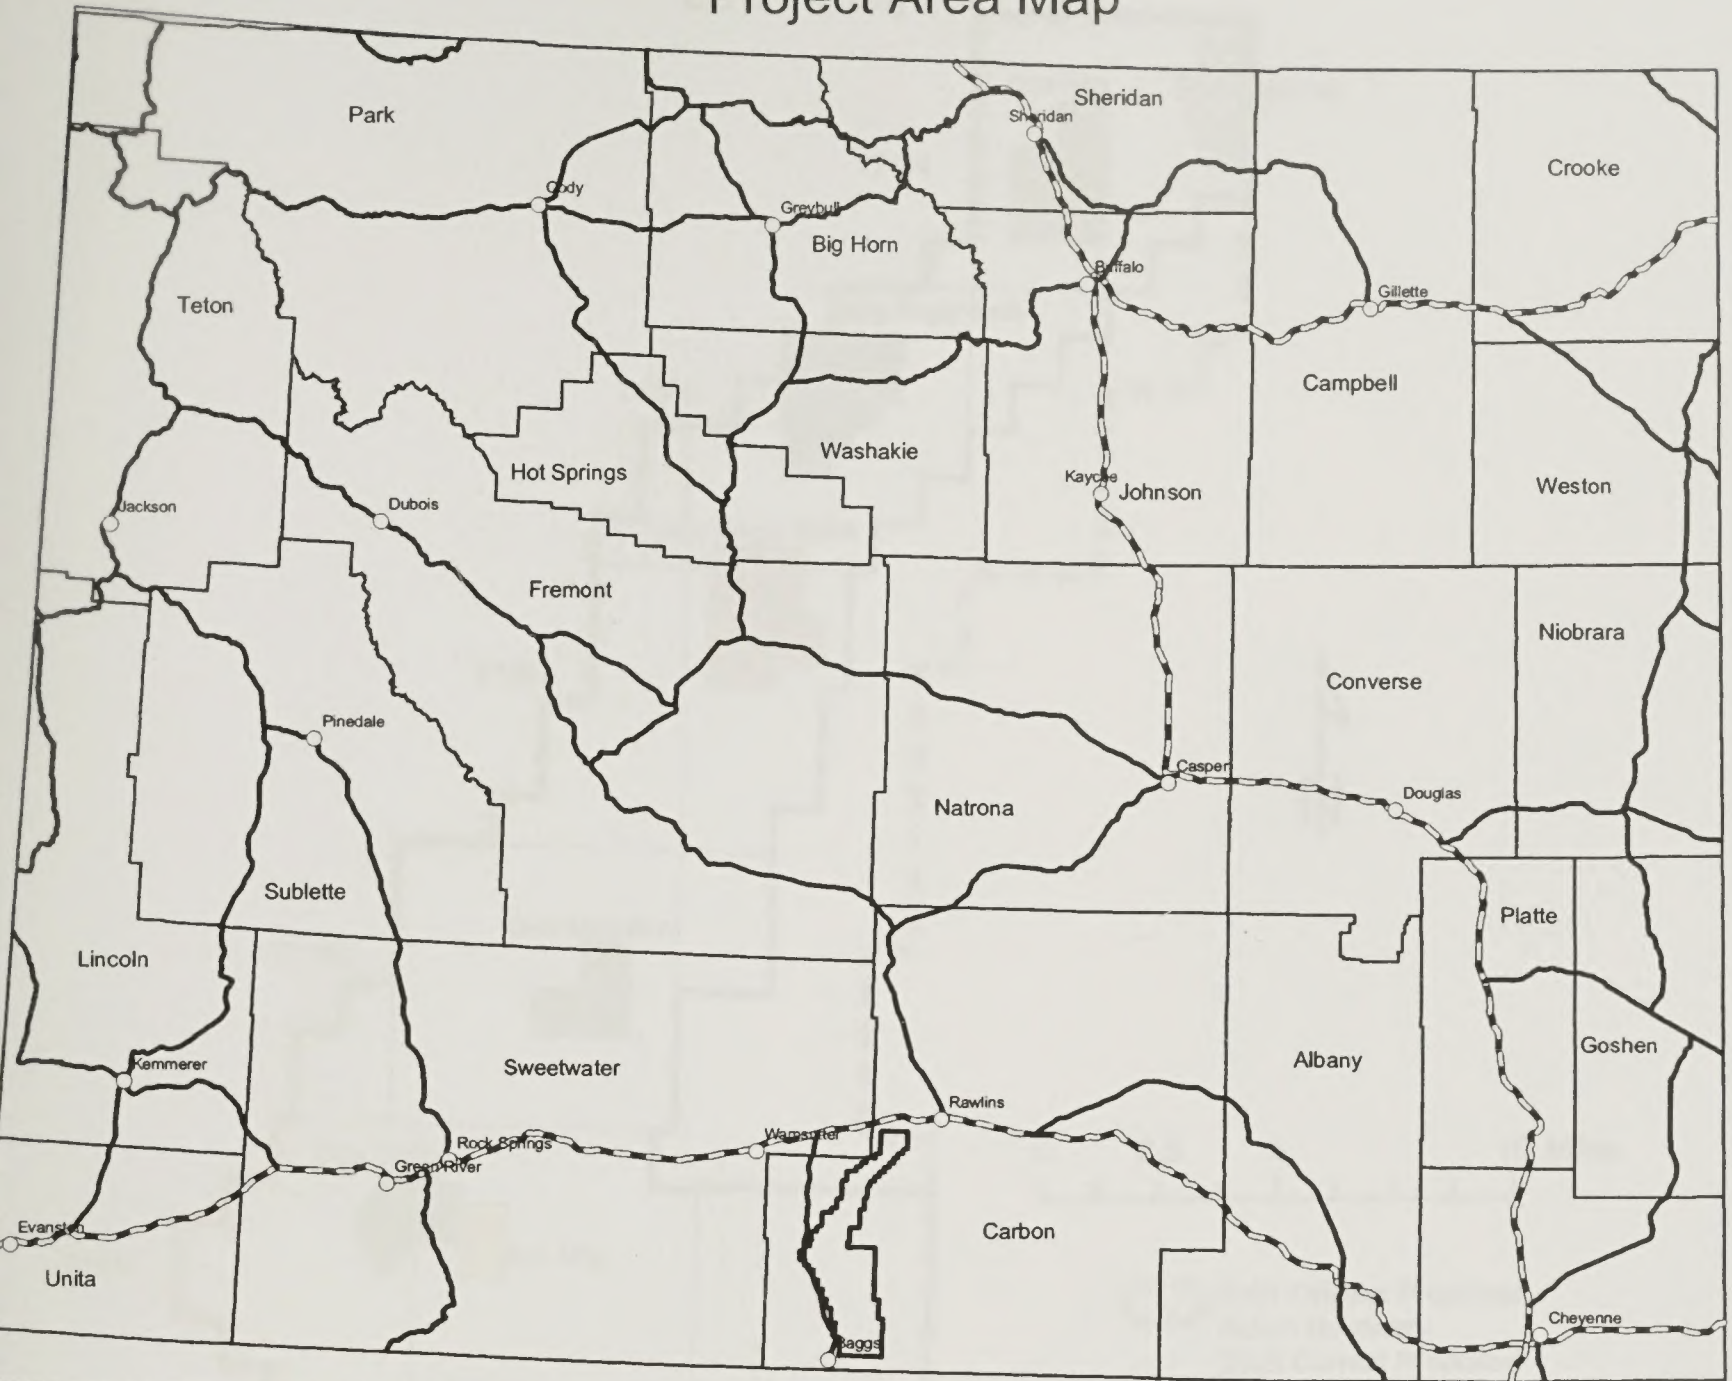 Project Area Map
Sheridan
Park
Sheridan
Crooke
Cody
Greybull
Big Horn
Buffalo
Gillette
Teton
Campbell
Washakie
Hot Springs
Kaycee
Johnson
Weston
Jackson
Dubois
Fremont
Niobrara
Converse
Pinedale
Casper
Douglas
Natrona
Sublette
Platte
Lincoln
Goshen
Kemmerer
Sweetwater
Albany
Rawlins
Wamsutter
Rock Springs
Green River
Evanston
Carbon
Unita
Cheyenne
Baggs